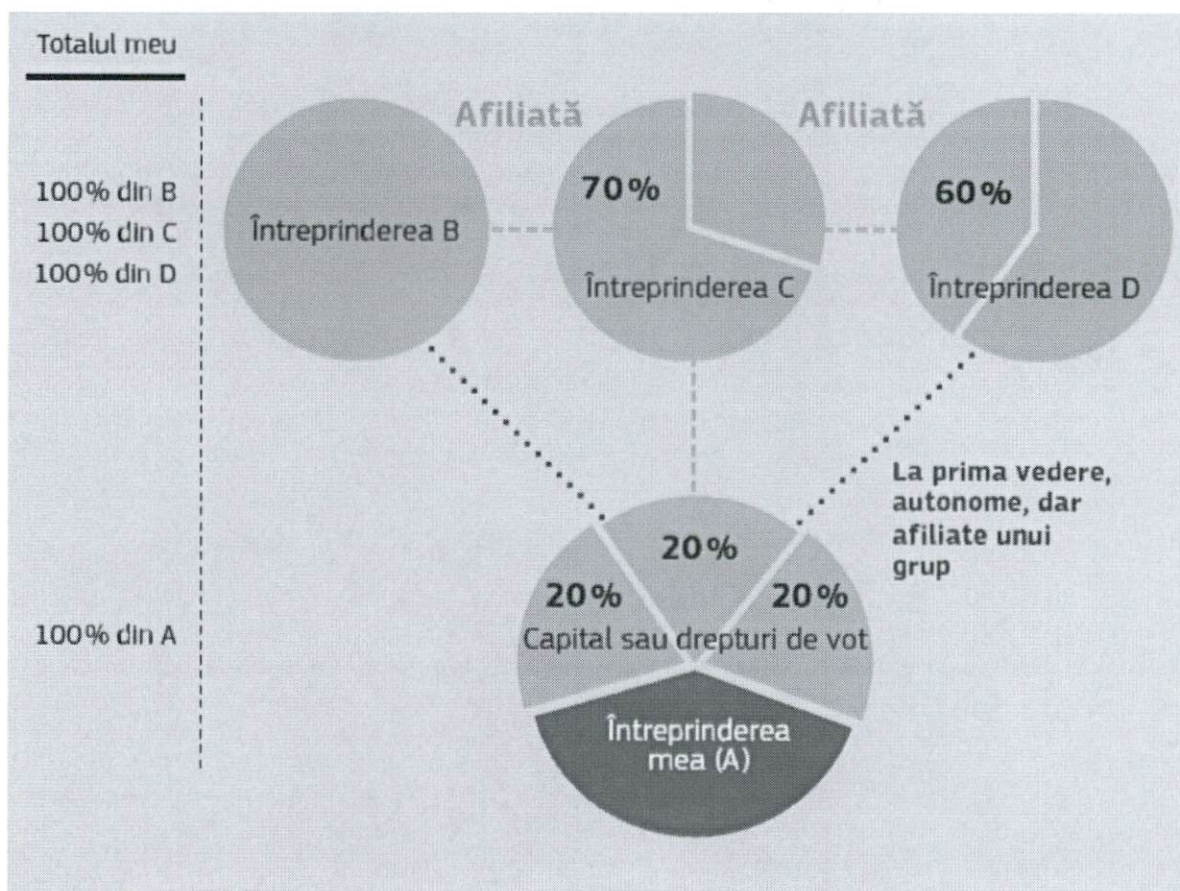 Totalul meu
Afiliată
Afiliată
100% din B
100% din C
100% din D
Întreprinderea B
70%
Întreprinderea C
60%
Întreprinderea D
La prima vedere,
autonome, dar
afiliate unui
grup
20%
20%
20%
Capital sau drepturi de vot
100% din A
Întreprinderea
mea (A)